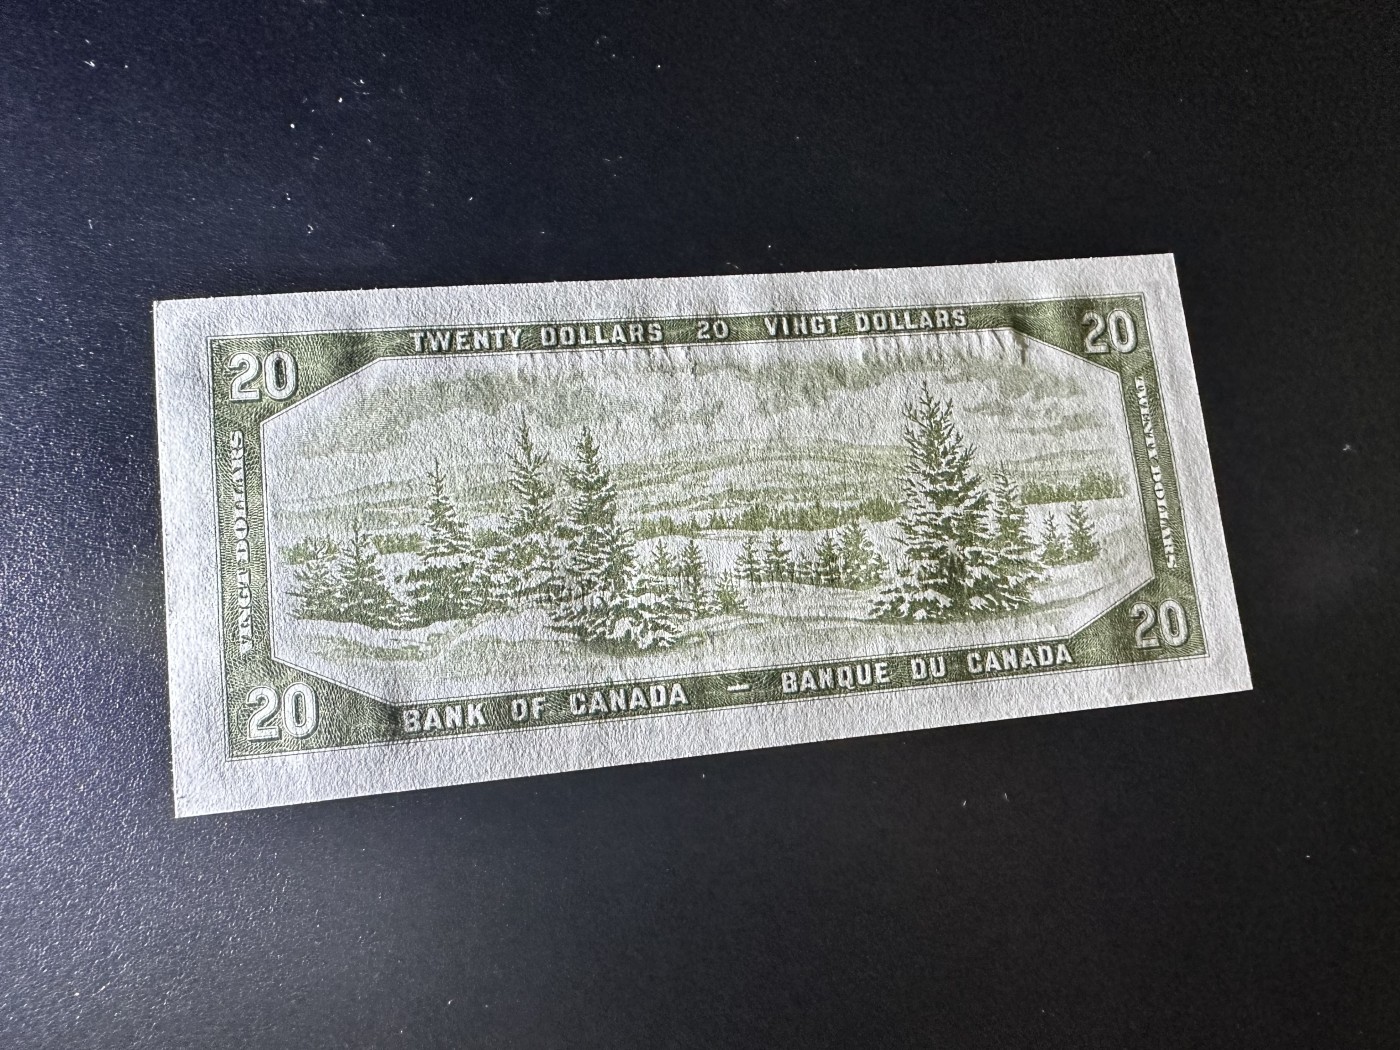 TWENTY DOLLARS 20 VINGT DOLLARS
20
20
VINGT DOLLARS
TWENTY DOLLARS
20
20
BANK OF CANADA — BANQUE DU CANADA